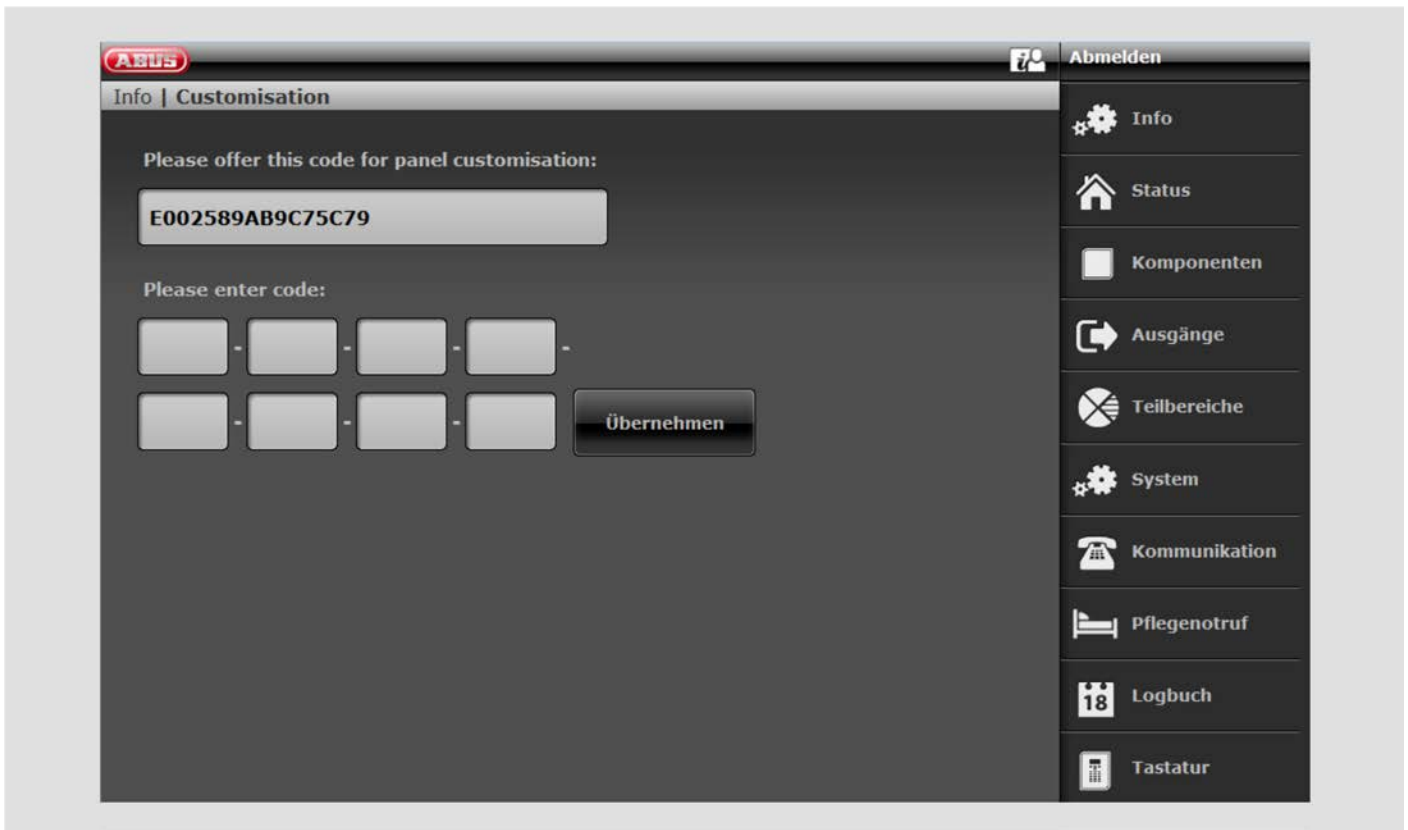 ABUS
Abmelden
Info | Customisation
Please offer this code for panel customisation:
E002589AB9C75C79
Please enter code:
- - - -
- - - Übernehmen
Info
Status
Komponenten
Ausgänge
Teilbereiche
System
Kommunikation
Pflegenotruf
18 Logbuch
Tastatur